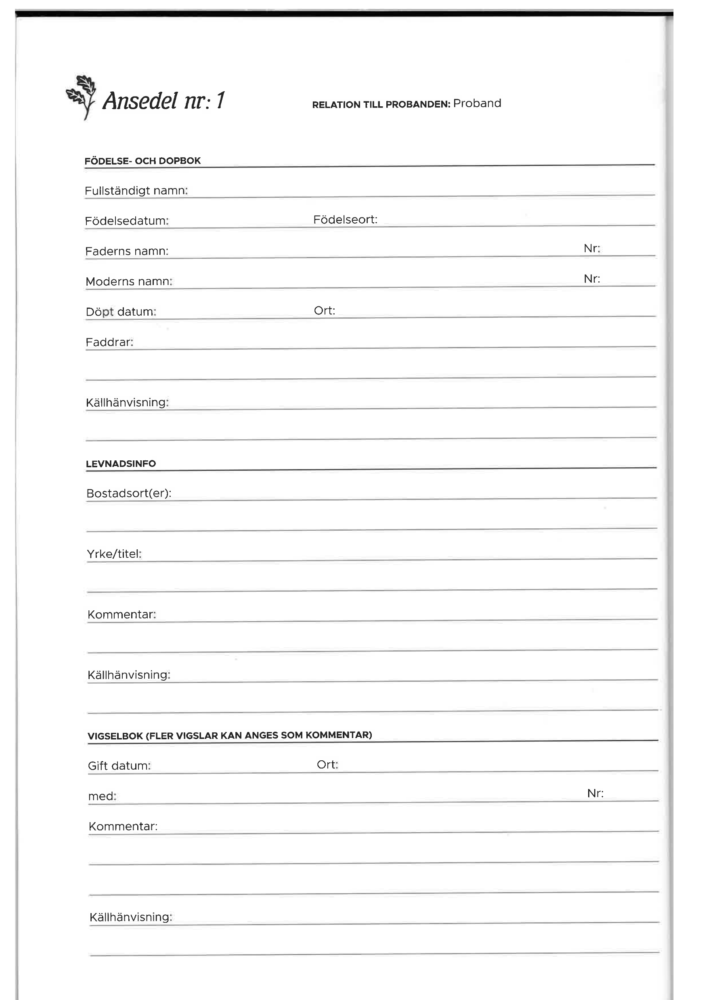 Ansedel nr: 1
RELATION TILL PROBANDEN: Proband
FÖDELSE- OCH DOPBOK
Fullständigt namn:
Födelsedatum: Födelseort:
Faderns namn: Nr:
Moderns namn: Nr:
Döpt datum: Ort:
Faddrar:
Källhänvisning:
LEVNADSINFO
Bostadsort(er):
Yrke/titel:
Kommentar:
Källhänvisning:
VIGSELBOK (FLER VIGSLAR KAN ANGES SOM KOMMENTAR)
Gift datum: Ort:
med: Nr:
Kommentar:
Källhänvisning: